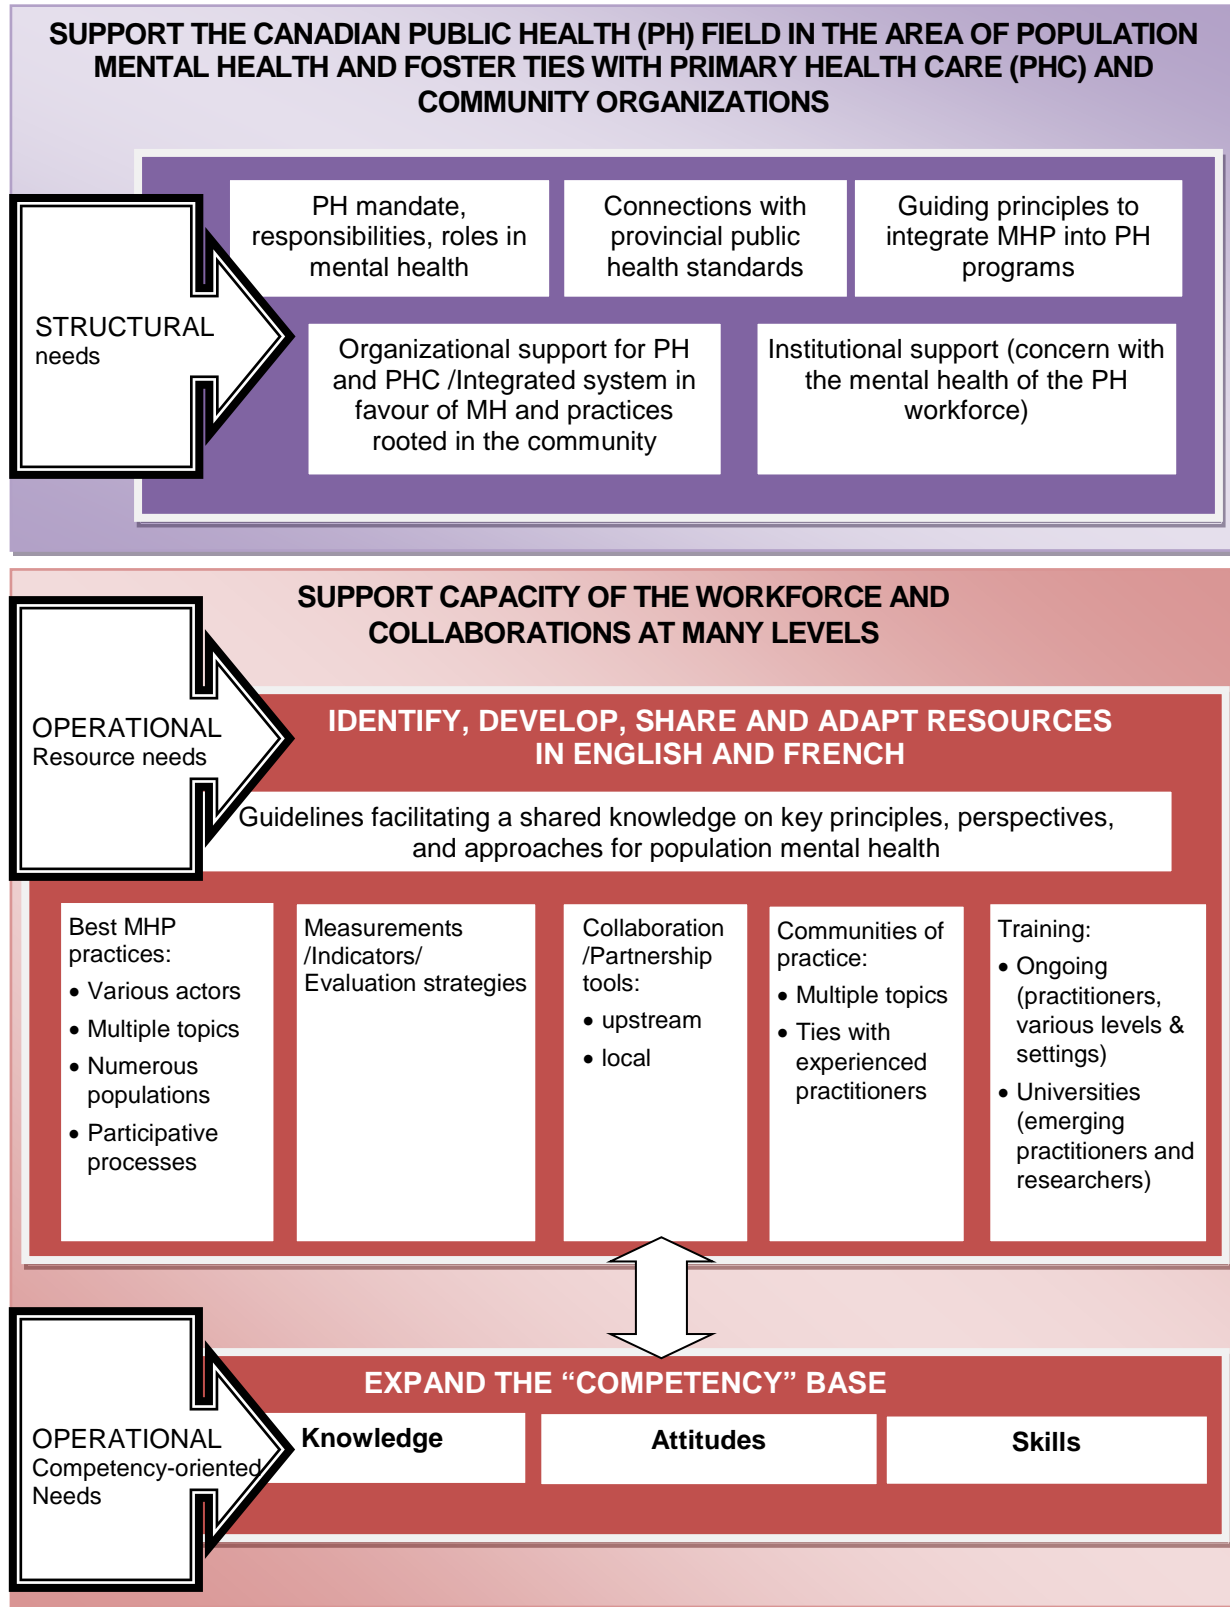 SUPPORT THE CANADIAN PUBLIC HEALTH (PH) FIELD IN THE AREA OF POPULATION
MENTAL HEALTH AND FOSTER TIES WITH PRIMARY HEALTH CARE (PHC) AND
COMMUNITY ORGANIZATIONS
STRUCTURAL
needs
PH mandate,
responsibilities, roles in
mental health
Connections with
provincial public
health standards
Guiding principles to
integrate MHP into PH
programs
Organizational support for PH
and PHC /Integrated system in
favour of MH and practices
rooted in the community
Institutional support (concern with
the mental health of the PH
workforce)
SUPPORT CAPACITY OF THE WORKFORCE AND
COLLABORATIONS AT MANY LEVELS
OPERATIONAL
Resource needs
IDENTIFY, DEVELOP, SHARE AND ADAPT RESOURCES
IN ENGLISH AND FRENCH
Guidelines facilitating a shared knowledge on key principles, perspectives,
and approaches for population mental health
Best MHP
practices:
• Various actors
• Multiple topics
• Numerous
populations
• Participative
processes
Measurements
/Indicators/
Evaluation strategies
Collaboration
/Partnership
tools:
• upstream
• local
Communities of
practice:
• Multiple topics
• Ties with
experienced
practitioners
Training:
• Ongoing
(practitioners,
various levels &
settings)
• Universities
(emerging
practitioners and
researchers)
OPERATIONAL
Competency-oriented
Needs
EXPAND THE “COMPETENCY” BASE
Knowledge
Attitudes
Skills